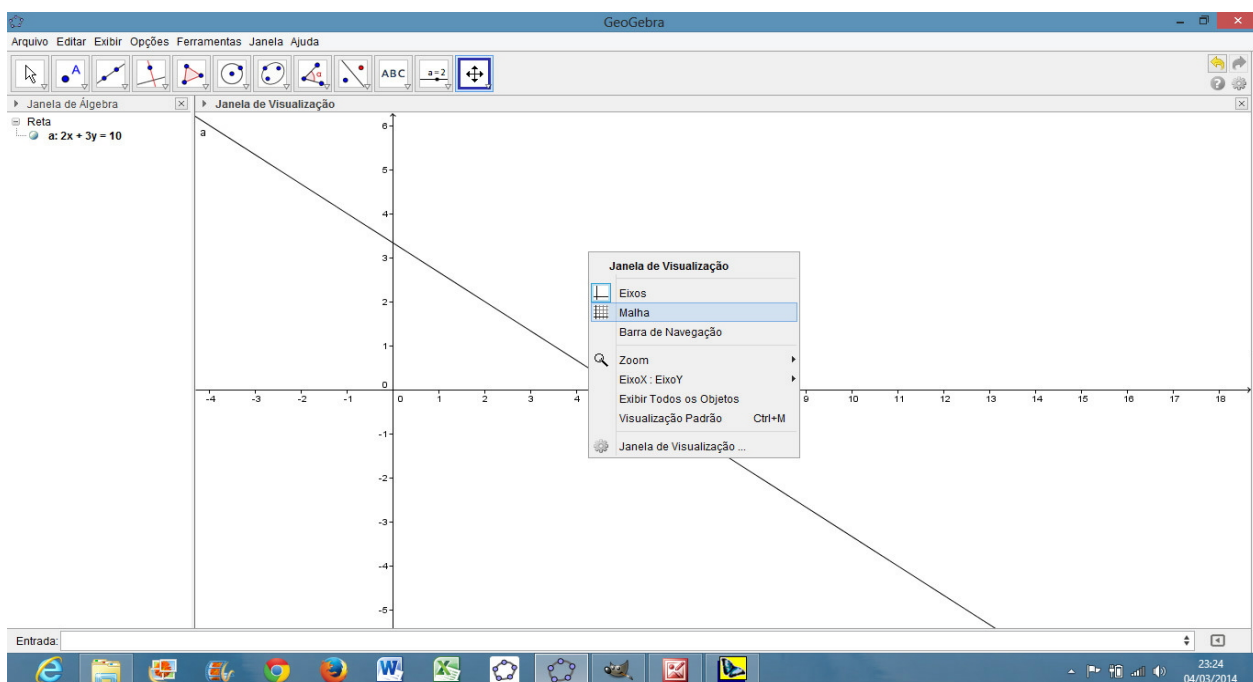 GeoGebra
Arquivo Editar Exibir Opções Ferramentas Janela Ajuda
A
α
ABC
a=2
Janela de Álgebra
Janela de Visualização
Reta
a: 2x + 3y = 10
a
6
5
4
3
2
1
0
-1
-2
-3
-4
-5
-4 -3 -2 -1 0 1 2 3 4 9 10 11 12 13 14 15 16 17 18
Janela de Visualização
Eixos
Malha
Barra de Navegação
Zoom
EixoX : EixoY
Exibir Todos os Objetos
Visualização Padrão Ctrl+M
Janela de Visualização ...
Entrada:
23:24
04/03/2014